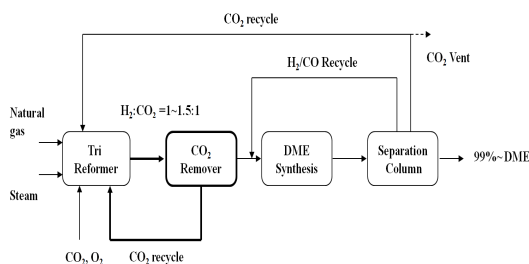 CO2 recycle
CO2 Vent
H2/CO Recycle
Natural
gas
H2:CO2 =1~1.5:1
Tri
Reformer
CO2
Remover
DME
Synthesis
Separation
Column
99%~DME
Steam
CO2, O2
CO2 recycle